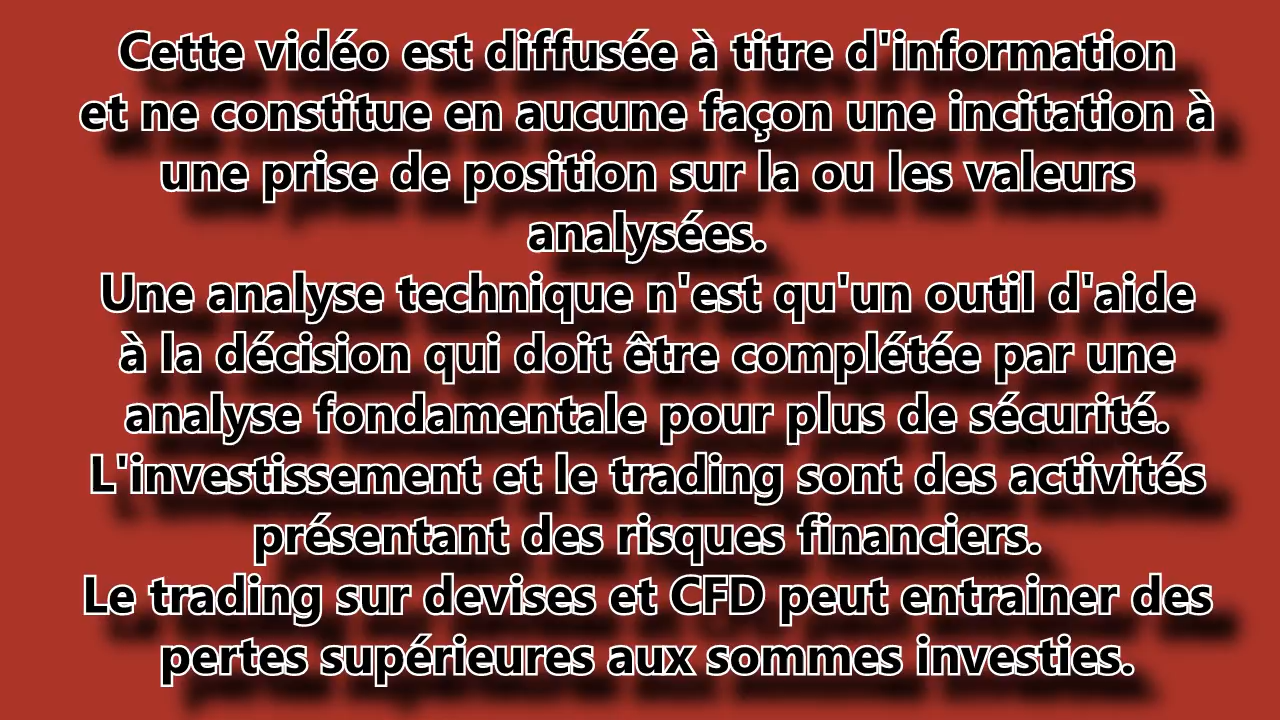 Cette vidéo est diffusée à titre d'information
et ne constitue en aucune façon une incitation à
une prise de position sur la ou les valeurs
analysées.
Une analyse technique n'est qu'un outil d'aide
à la décision qui doit être complétée par une
analyse fondamentale pour plus de sécurité.
L'investissement et le trading sont des activités
présentant des risques financiers.
Le trading sur devises et CFD peut entrainer des
pertes supérieures aux sommes investies.